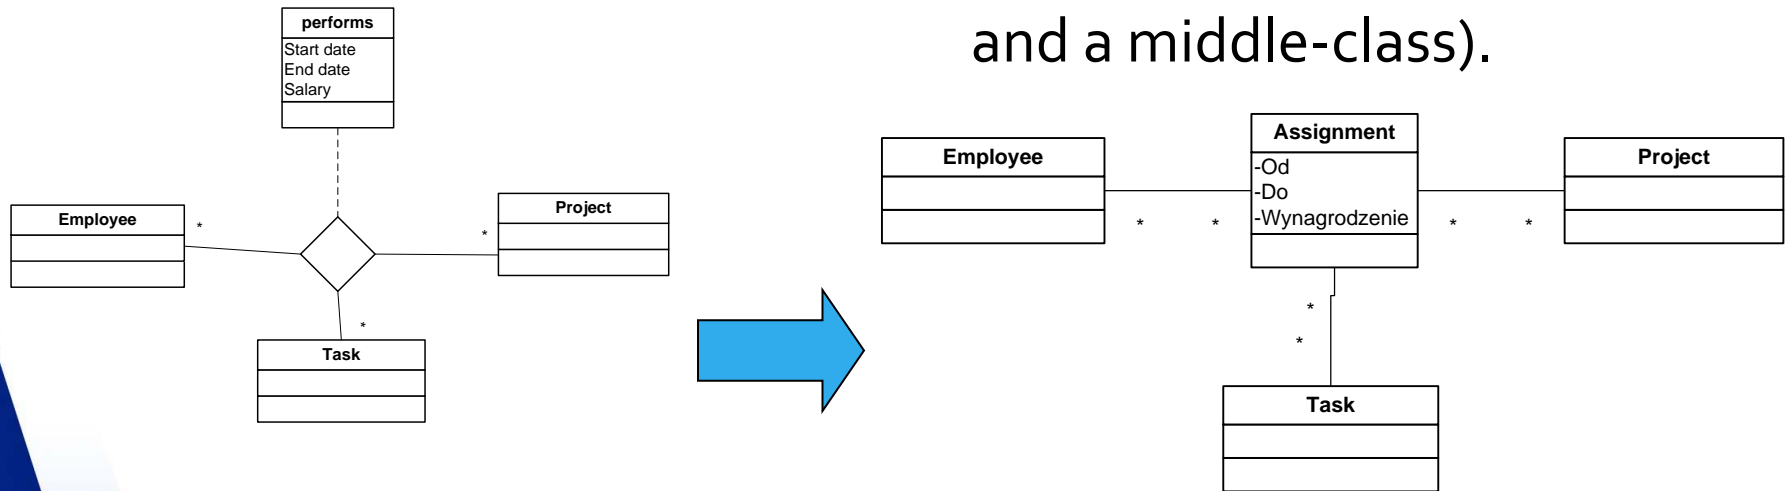 performs
Start date
End date
Salary
Employee
*
*
Project
*
Task
and a middle-class).
Employee
* *
Assignment
-Od
-Do
-Wynagrodzenie
* *
Project
*
*
Task